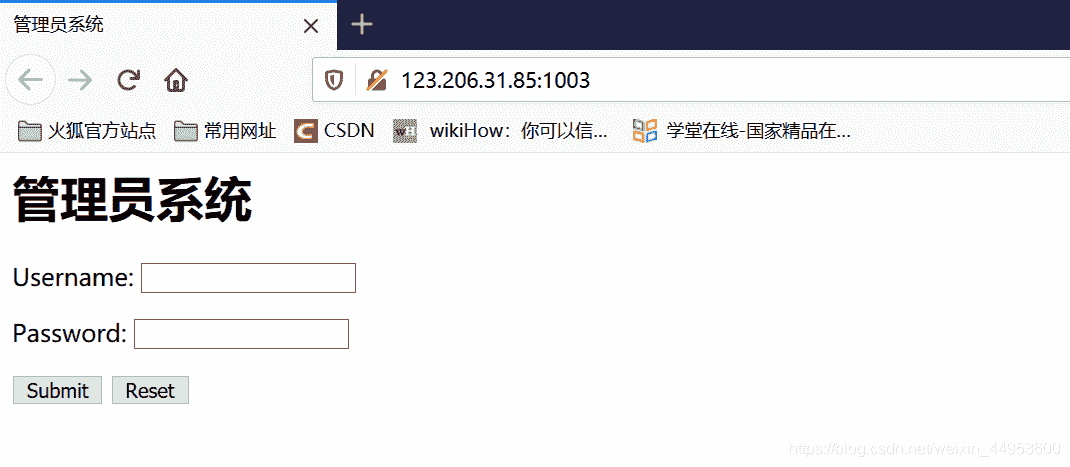 管理员系统
123.206.31.85:1003
火狐官方站点 常用网址 CSDN wH wikiHow：你可以信... 学堂在线-国家精品在...
管理员系统
Username:
Password:
Submit Reset
https://blog.csdn.net/weixin_44953600